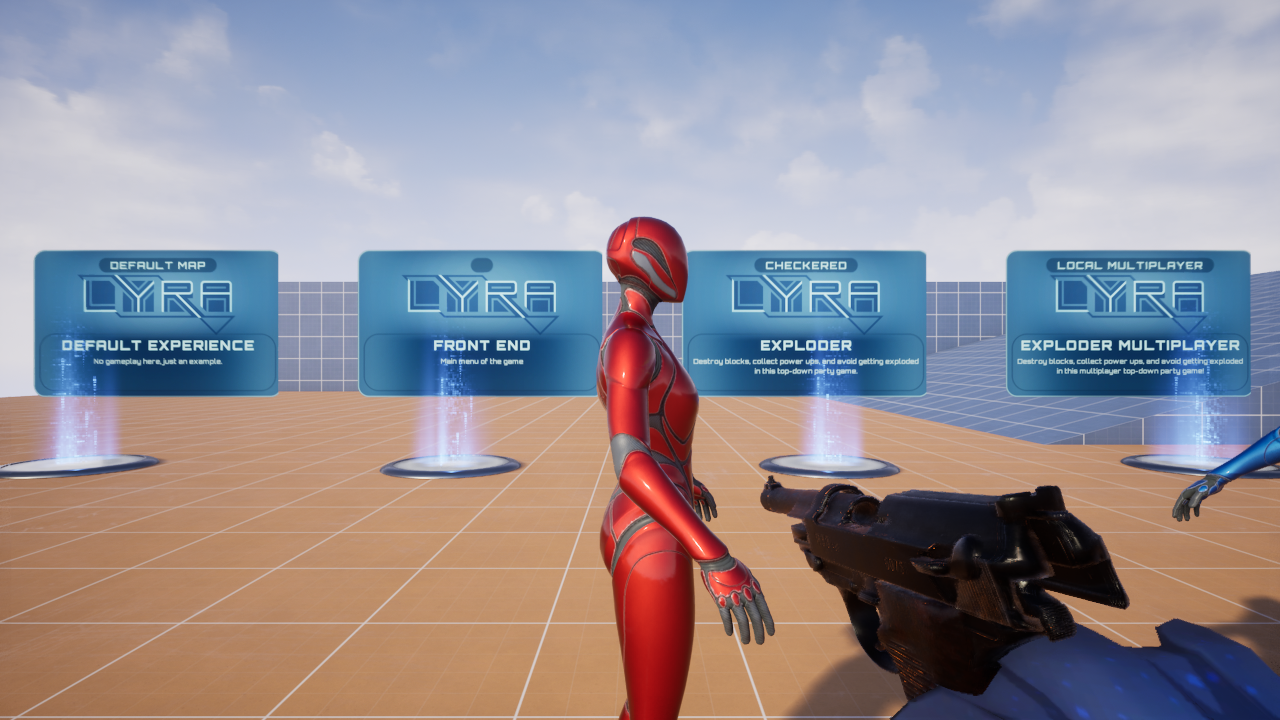 DEFAULT MAP
LYRA
DEFAULT EXPERIENCE
No gameplay here, just an example.
LYRA
FRONT END
Main menu of the game
CHECKERED
LYRA
EXPLODER
Destroy blocks, collect power ups, and avoid getting exploded
in this top-down party game.
LOCAL MULTIPLAYER
LYRA
EXPLODER MULTIPLAYER
Destroy blocks, collect power ups, and avoid getting exploded
in this multiplayer top-down party game!